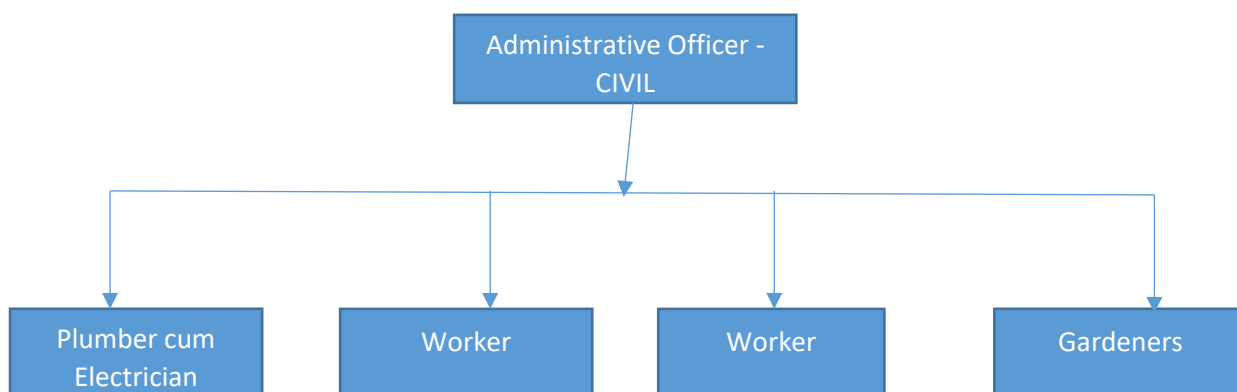 Administrative Officer -
CIVIL
Plumber cum
Electrician
Worker
Worker
Gardeners